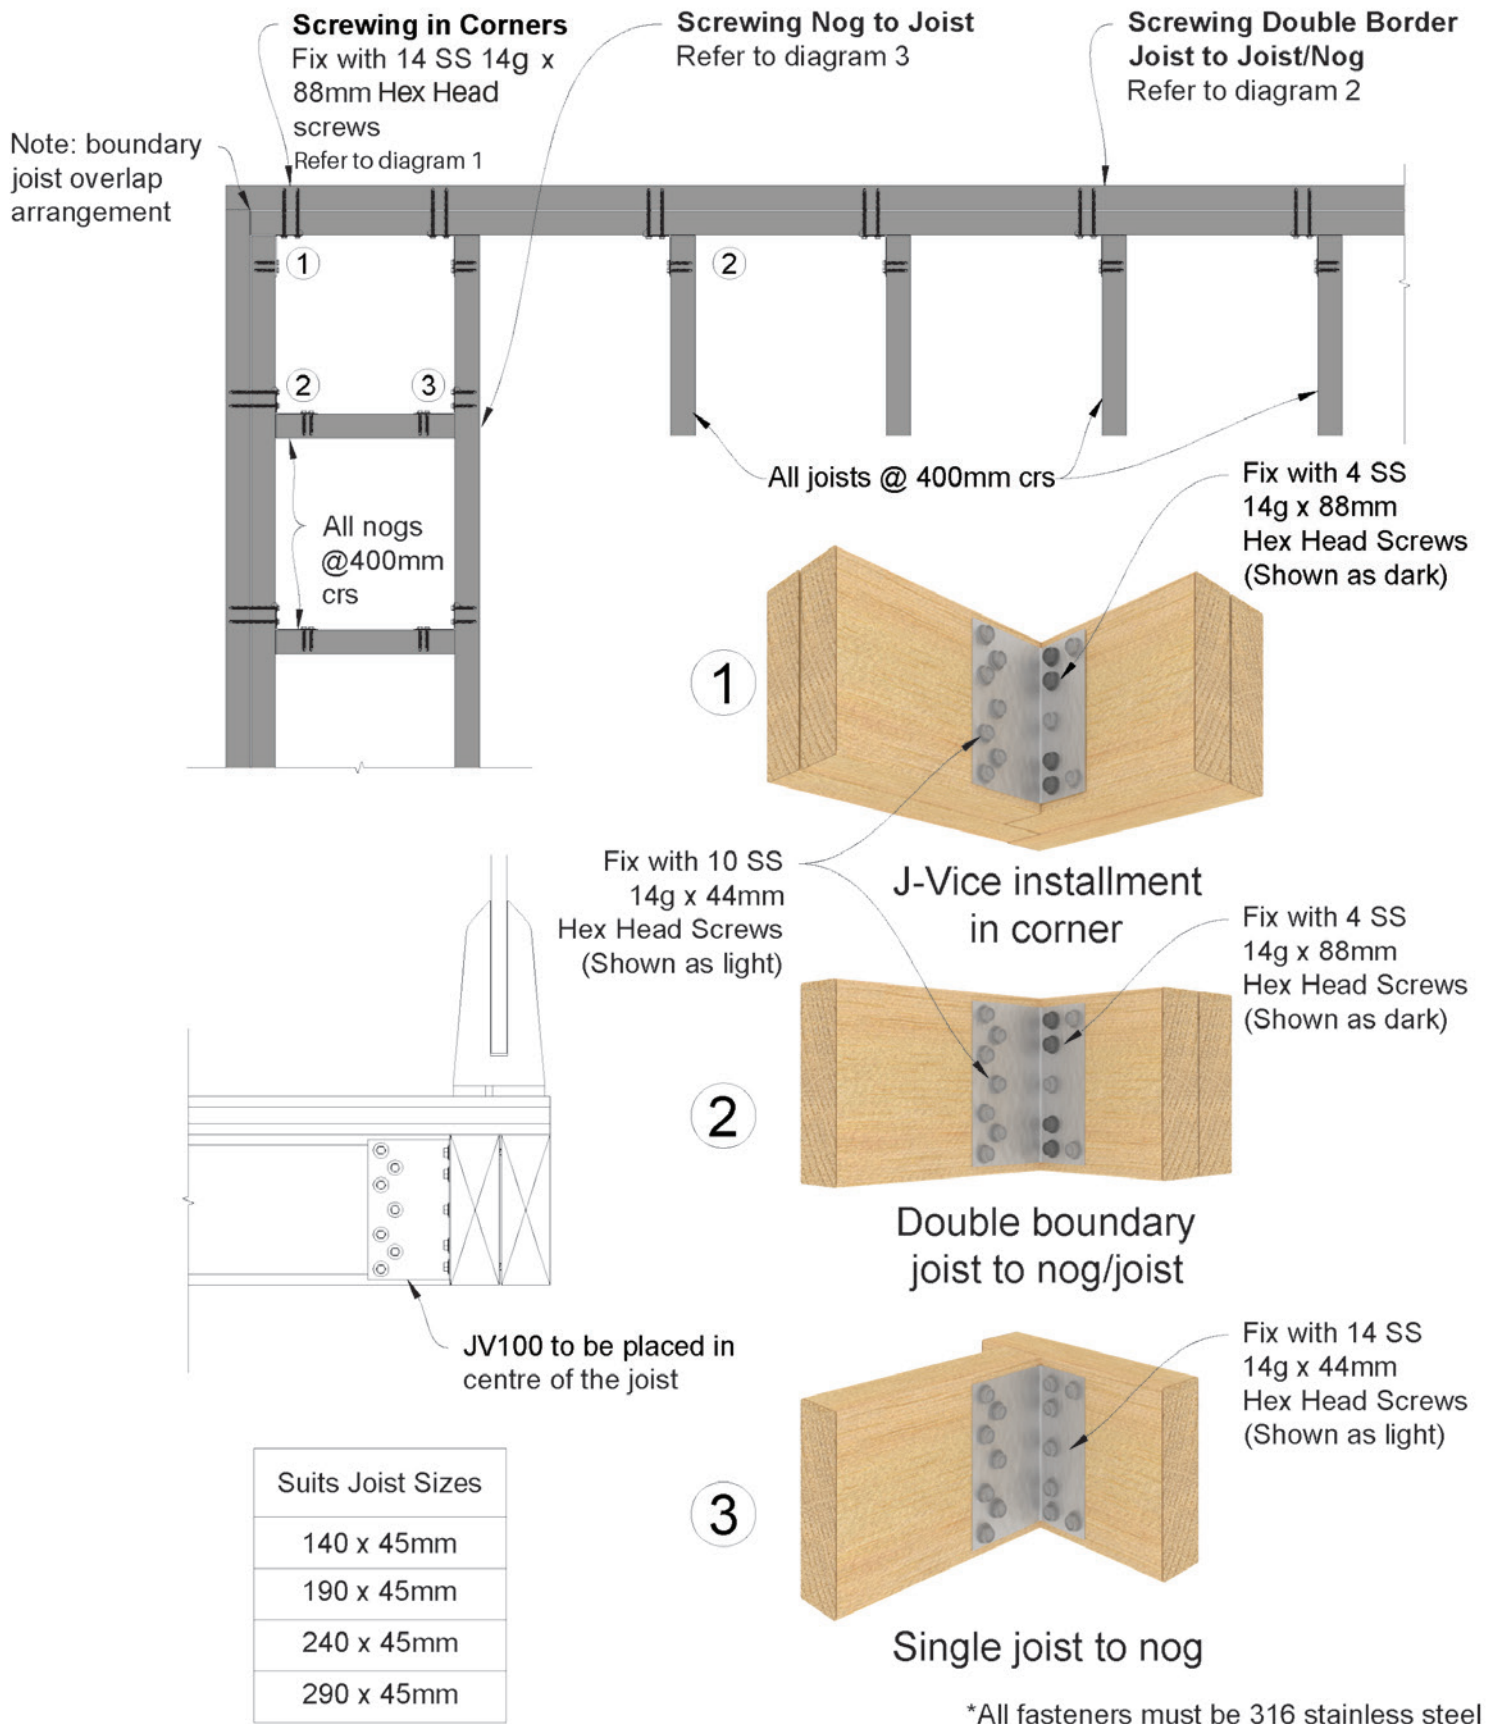 Screwing in Corners
Fix with 14 SS 14g x
88mm Hex Head
screws
Refer to diagram 1
Screwing Nog to Joist
Refer to diagram 3
Screwing Double Border
Joist to Joist/Nog
Refer to diagram 2
Note: boundary
joist overlap
arrangement
1
2
2
3
All joists @ 400mm crs
All nogs
@400mm
crs
Fix with 4 SS
14g x 88mm
Hex Head Screws
(Shown as dark)
1
Fix with 10 SS
14g x 44mm
Hex Head Screws
(Shown as light)
J-Vice installment
in corner
Fix with 4 SS
14g x 88mm
Hex Head Screws
(Shown as dark)
2
Double boundary
joist to nog/joist
JV100 to be placed in
centre of the joist
Fix with 14 SS
14g x 44mm
Hex Head Screws
(Shown as light)
3
Single joist to nog
Suits Joist Sizes
140 x 45mm
190 x 45mm
240 x 45mm
290 x 45mm
*All fasteners must be 316 stainless steel